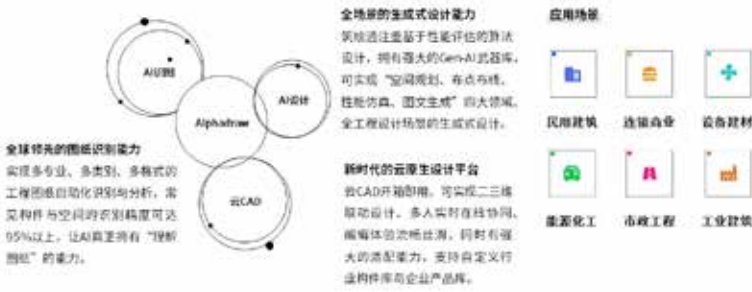 AI识图
Alphadraw
AI设计
云CAD
全球领先的图纸识别能力
实现多专业、多类别、多格式的
工程图纸自动化识别与分析，常
见构件与空间的识别精度可达
95%以上，让AI真正拥有“理解
图纸”的能力。
全场景的生成式设计能力
筑绘通注重基于性能评估的算法
设计，拥有强大的Gen-AI武器库，
可实现“空间规划、布点布线、
性能仿真、图文生成”四大领域，
全工程设计场景的生成式设计。
新时代的云原生设计平台
云CAD开箱即用，可实现二三维
联动设计、多人实时在线协同，
编辑体验流畅丝滑，同时有强
大的适配能力，支持自定义行
业构件库与企业产品库。
应用场景
民用建筑 连锁商业 设备建材
能源化工 市政工程 工业建筑